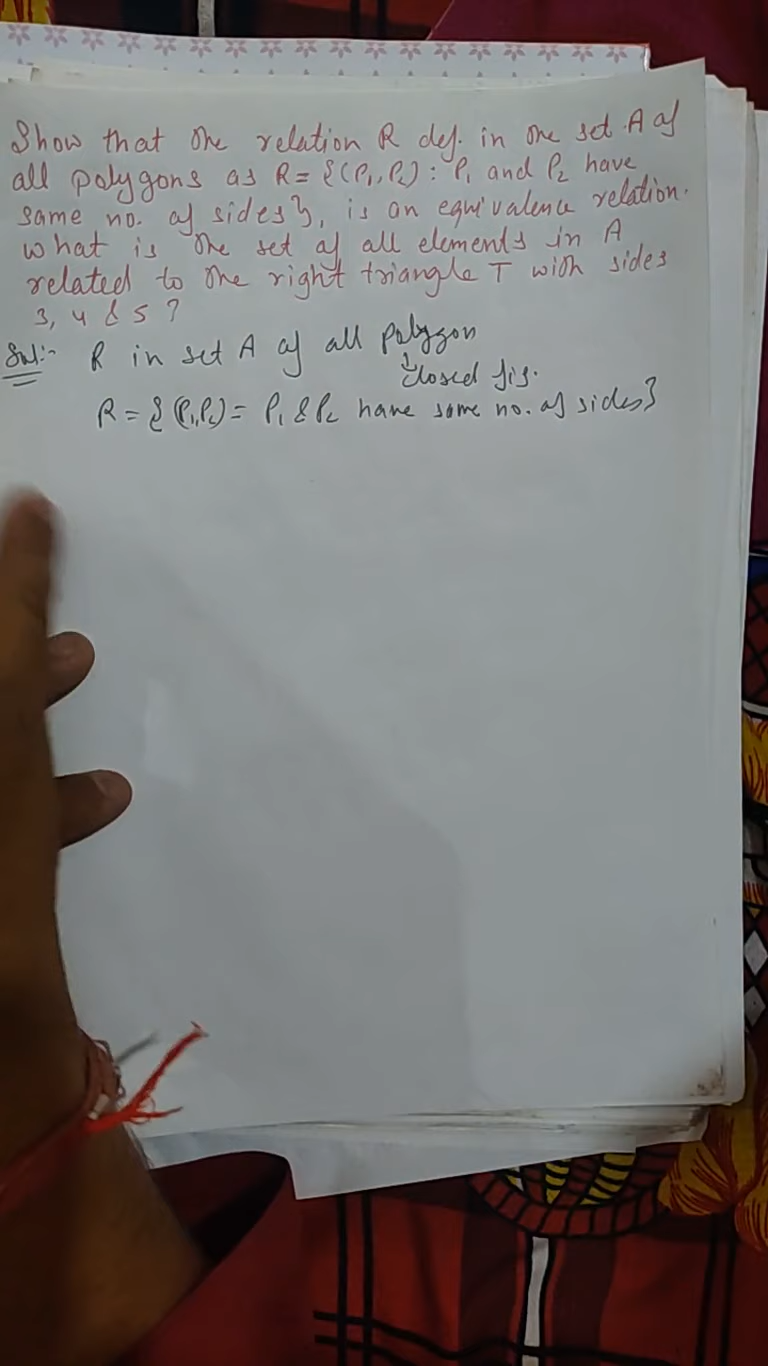 Show that the relation R def. in the set A of
all polygons as R= {(P1, P2) : P1 and P2 have
same no. of sides}, is an equivalence relation.
what is the set of all elements in A
related to the right triangle T with sides
3, 4 & 5 ?
Sol:- R in set A of all polygon
closed fig.
R = { (P1,P2) = P1 & P2 have same no. of sides}